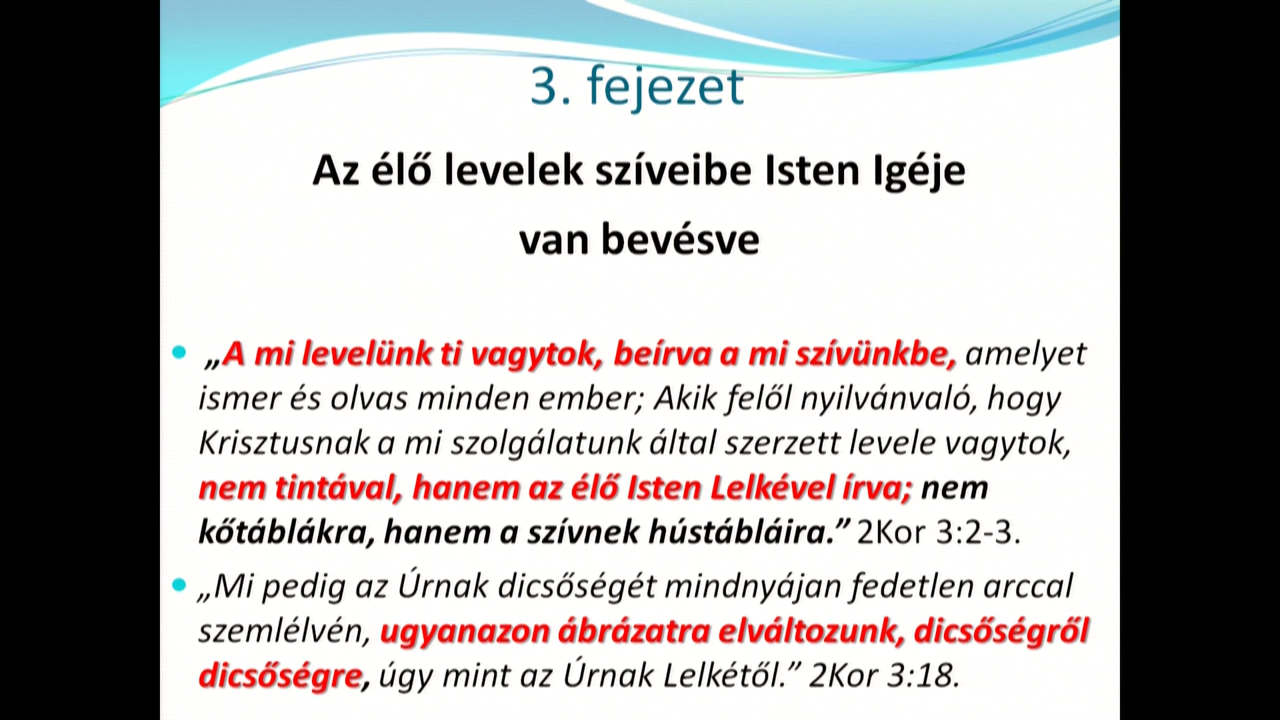 3. fejezet
Az élő levelek szíveibe Isten Igéje
van bevésve
• „A mi levelünk ti vagytok, beírva a mi szívünkbe, amelyet
ismer és olvas minden ember; Akik felől nyilvánvaló, hogy
Krisztusnak a mi szolgálatunk által szerzett levele vagytok,
nem tintával, hanem az élő Isten Lelkével írva; nem
kőtáblákra, hanem a szívnek hústábláira.” 2Kor 3:2-3.
• „Mi pedig az Úrnak dicsőségét mindnyájan fedetlen arccal
szemlélvén, ugyanazon ábrázatra elváltozunk, dicsőségről
dicsőségre, úgy mint az Úrnak Lelkétől.” 2Kor 3:18.